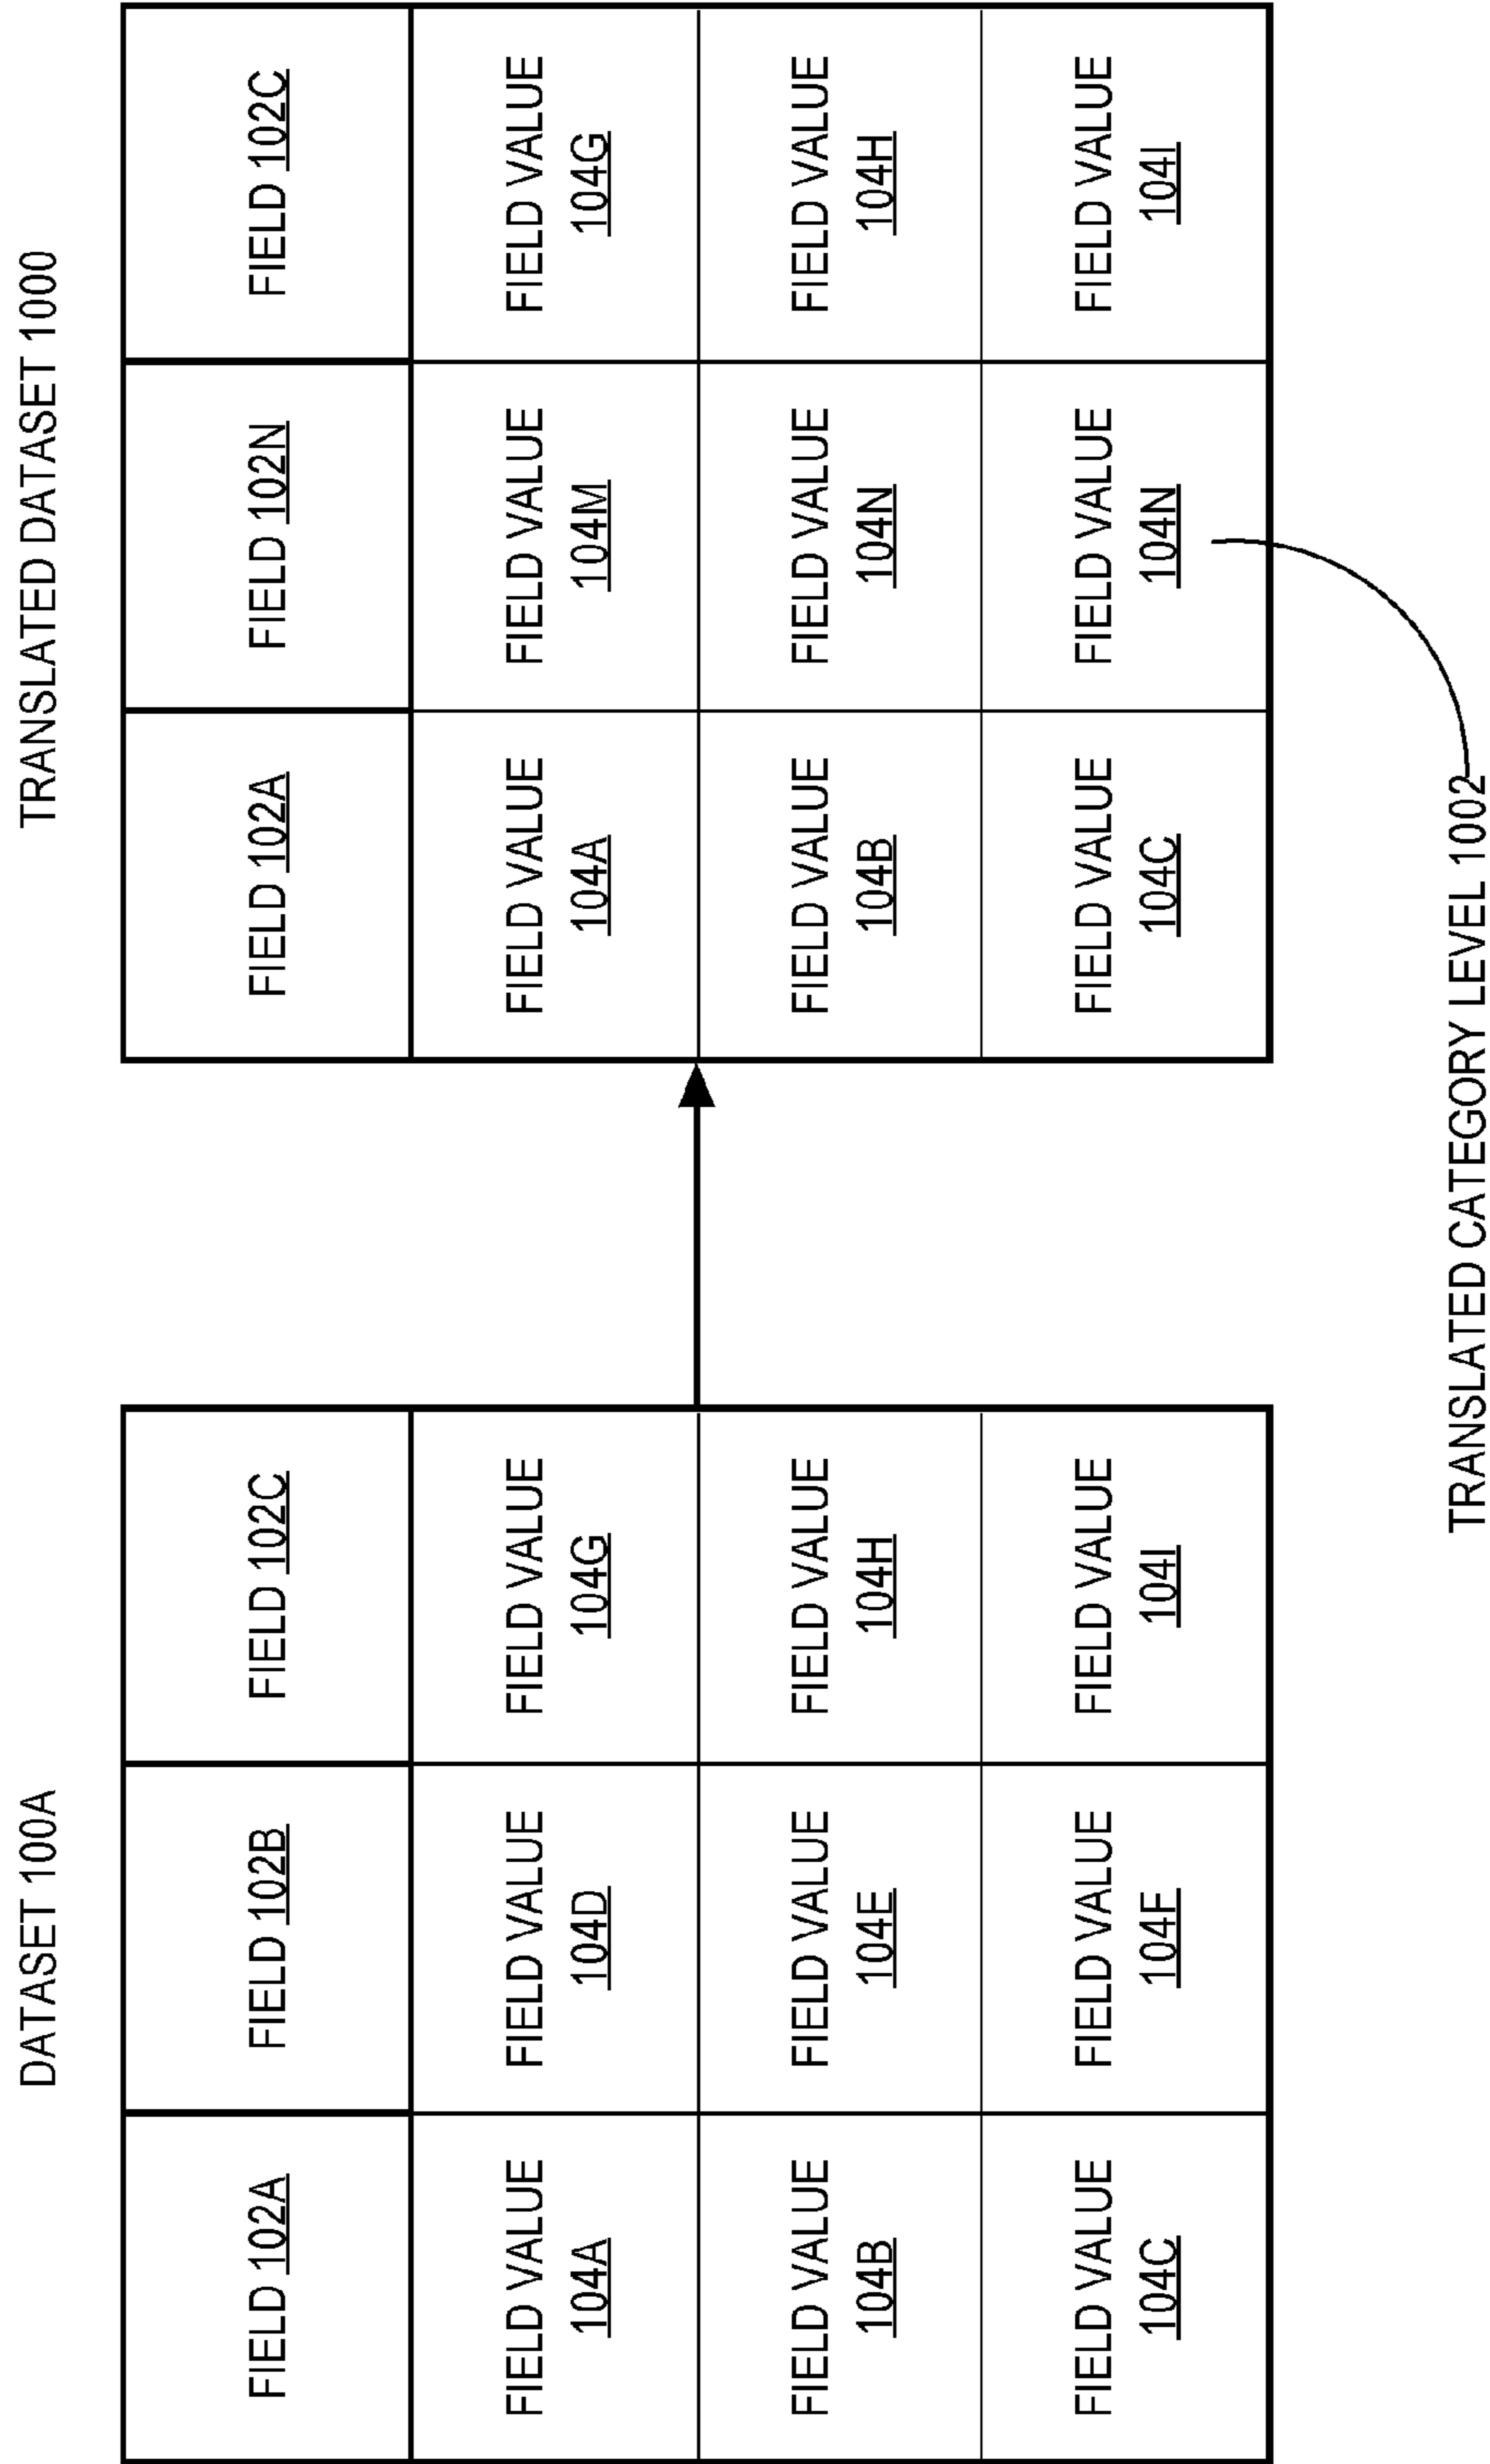 DATASET 100A
FIELD 102A
FIELD 102B
FIELD 102C
FIELD VALUE
104A
FIELD VALUE
104D
FIELD VALUE
104G
FIELD VALUE
104B
FIELD VALUE
104E
FIELD VALUE
104H
FIELD VALUE
104C
FIELD VALUE
104F
FIELD VALUE
104I
TRANSLATED DATASET 1000
FIELD 102A
FIELD 102N
FIELD 102C
FIELD VALUE
104A
FIELD VALUE
104M
FIELD VALUE
104G
FIELD VALUE
104B
FIELD VALUE
104N
FIELD VALUE
104H
FIELD VALUE
104C
FIELD VALUE
104N
FIELD VALUE
104I
TRANSLATED CATEGORY LEVEL 1002